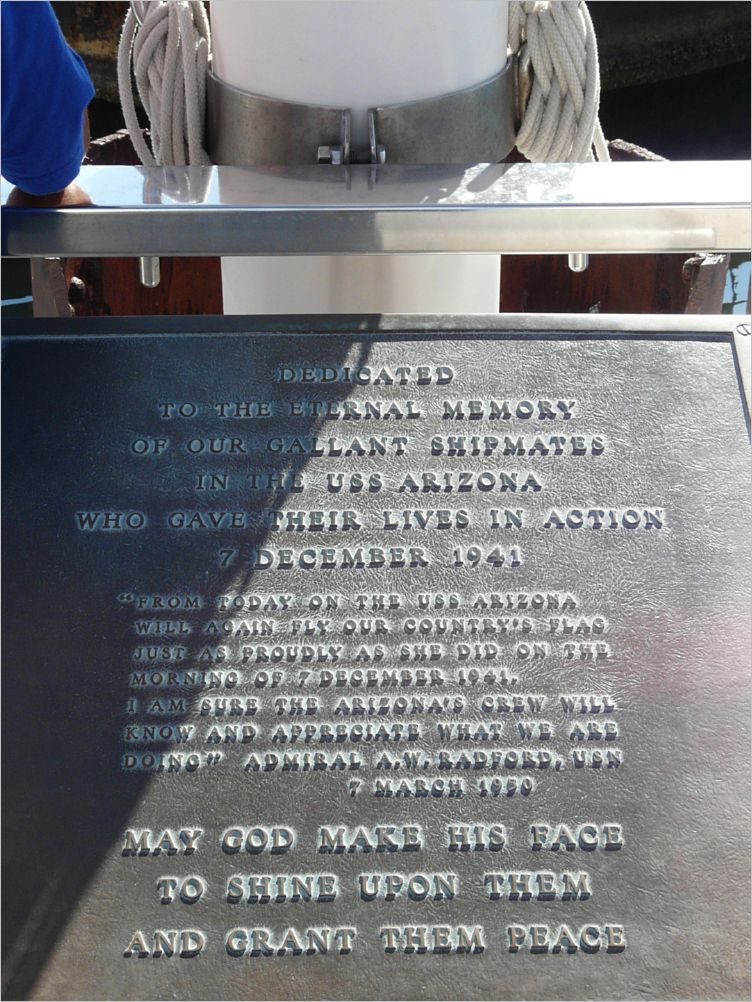 DEDICATED
TO THE ETERNAL MEMORY
OF OUR GALLANT SHIPMATES
IN THE USS ARIZONA
WHO GAVE THEIR LIVES IN ACTION
7 DECEMBER 1941
"FROM TODAY ON THE USS ARIZONA
WILL AGAIN FLY OUR COUNTRY'S FLAG
JUST AS PROUDLY AS SHE DID ON THE
MORNING OF 7 DECEMBER 1941.
I AM SURE THE ARIZONA'S CREW WILL
KNOW AND APPRECIATE WHAT WE ARE
DOING" ADMIRAL A.W. RADFORD, USN
7 MARCH 1950
MAY GOD MAKE HIS FACE
TO SHINE UPON THEM
AND GRANT THEM PEACE